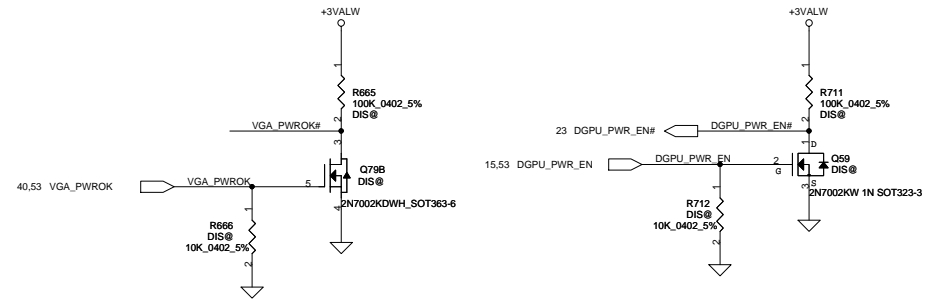 +3VALW
1
R665
100K_0402_5%
DIS@
2
VGA_PWROK#
3
Q79B
DIS@
40,53 VGA_PWROK
VGA_PWROK
5
4
2N7002KDWH_SOT363-6
1
R666
DIS@
10K_0402_5%
2
+3VALW
1
R711
100K_0402_5%
DIS@
2
23 DGPU_PWR_EN#
DGPU_PWR_EN#
1
D
Q59
DIS@
15,53 DGPU_PWR_EN
DGPU_PWR_EN
2
G
S
3
2N7002KW 1N SOT323-3
1
R712
DIS@
10K_0402_5%
2